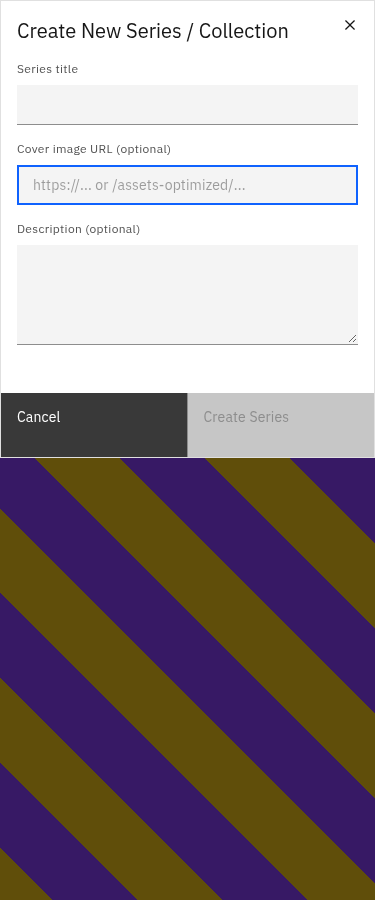 Create New Series / Collection
Series title
Cover image URL (optional)
https://... or /assets-optimized/...
Description (optional)
Cancel
Create Series